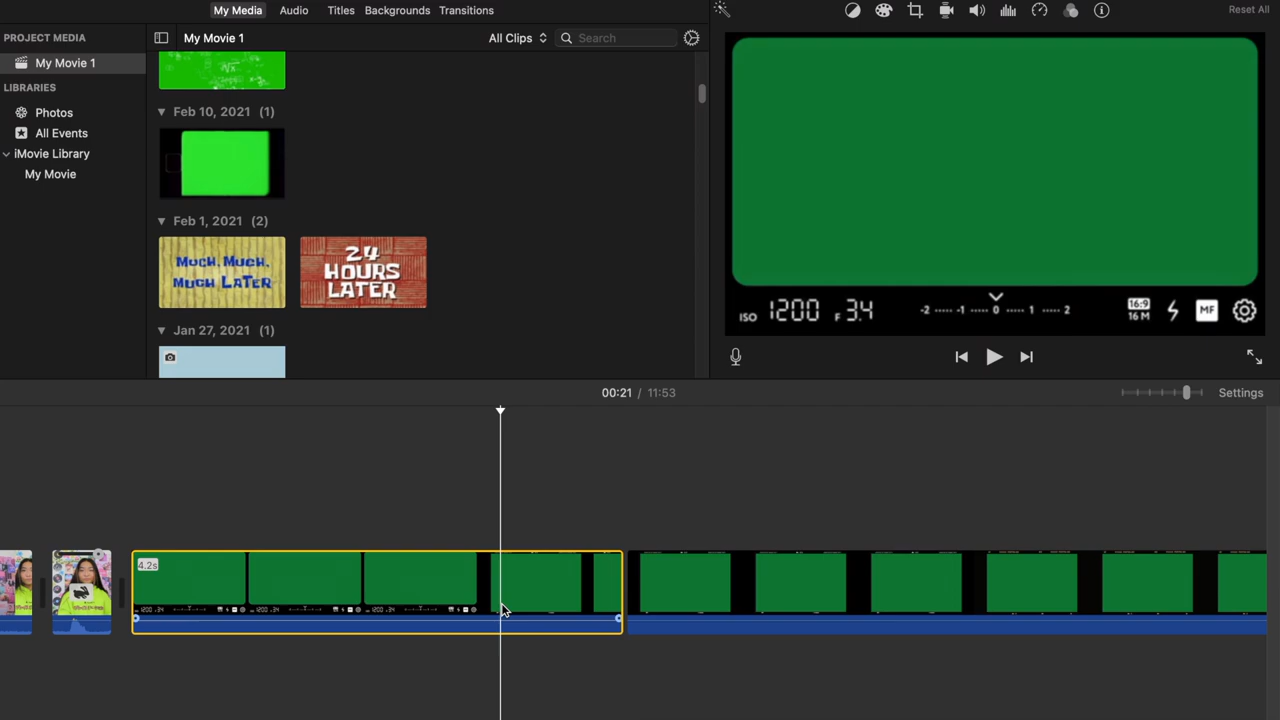 My Media Audio Titles Backgrounds Transitions
Reset All
PROJECT MEDIA
My Movie 1
LIBRARIES
Photos
All Events
iMovie Library
My Movie
My Movie 1
All Clips
Search
Feb 10, 2021 (1)
Feb 1, 2021 (2)
MUCH, MUCH,
MUCH LATER
24
HOURS
LATER
Jan 27, 2021 (1)
ISO 1200 F 3.4
-2 -1 0 1 2
16:9
16 M
MF
00:21 / 11:53
Settings
4.2s